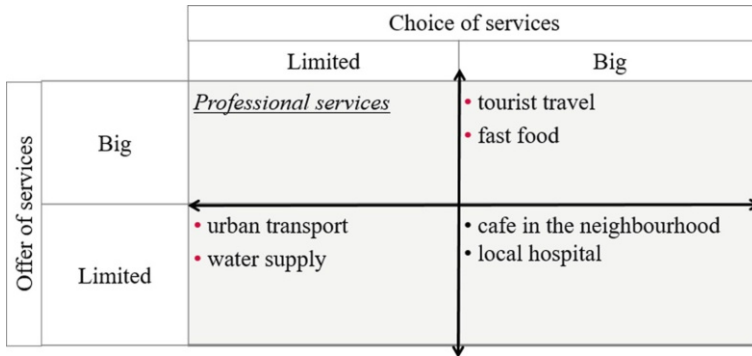 Choice of services
Limited
Big
Offer of services
Big
Professional services
• tourist travel
• fast food
Limited
• urban transport
• water supply
• cafe in the neighbourhood
• local hospital